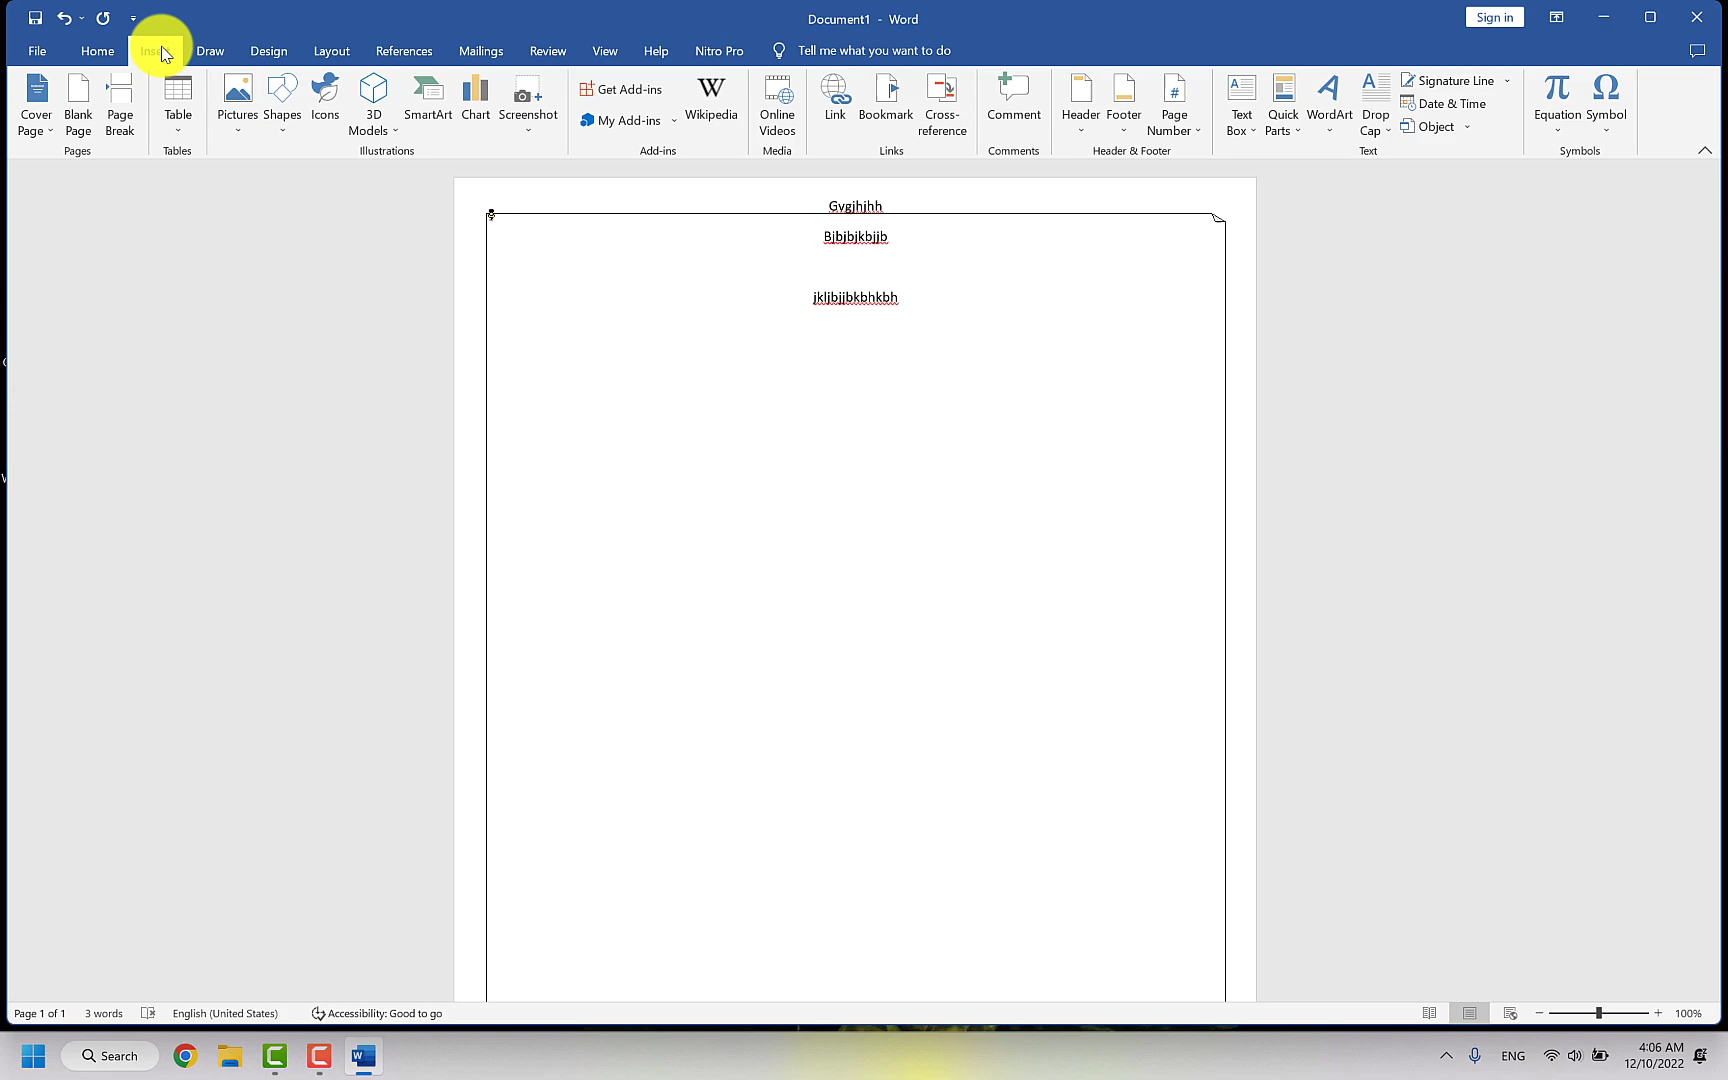 Document1 - Word
Sign in
File Home Insert Draw Design Layout References Mailings Review View Help Nitro Pro Tell me what you want to do
Cover Page
Blank Page
Page Break
Pages
Table
Tables
Pictures
Shapes
Icons
3D Models
SmartArt
Chart
Screenshot
Illustrations
Get Add-ins
My Add-ins
Wikipedia
Add-ins
Online Videos
Media
Link
Bookmark
Cross-reference
Links
Comment
Comments
Header
Footer
Page Number
Header & Footer
Text Box
Quick Parts
WordArt
Drop Cap
Signature Line
Date & Time
Object
Text
Equation
Symbol
Symbols
Gvgjhjhh
Bjbjbjkbjjb
jkljbjjbkbhkbh
Page 1 of 1 3 words English (United States) Accessibility: Good to go 100%
Search
ENG
4:06 AM
12/10/2022